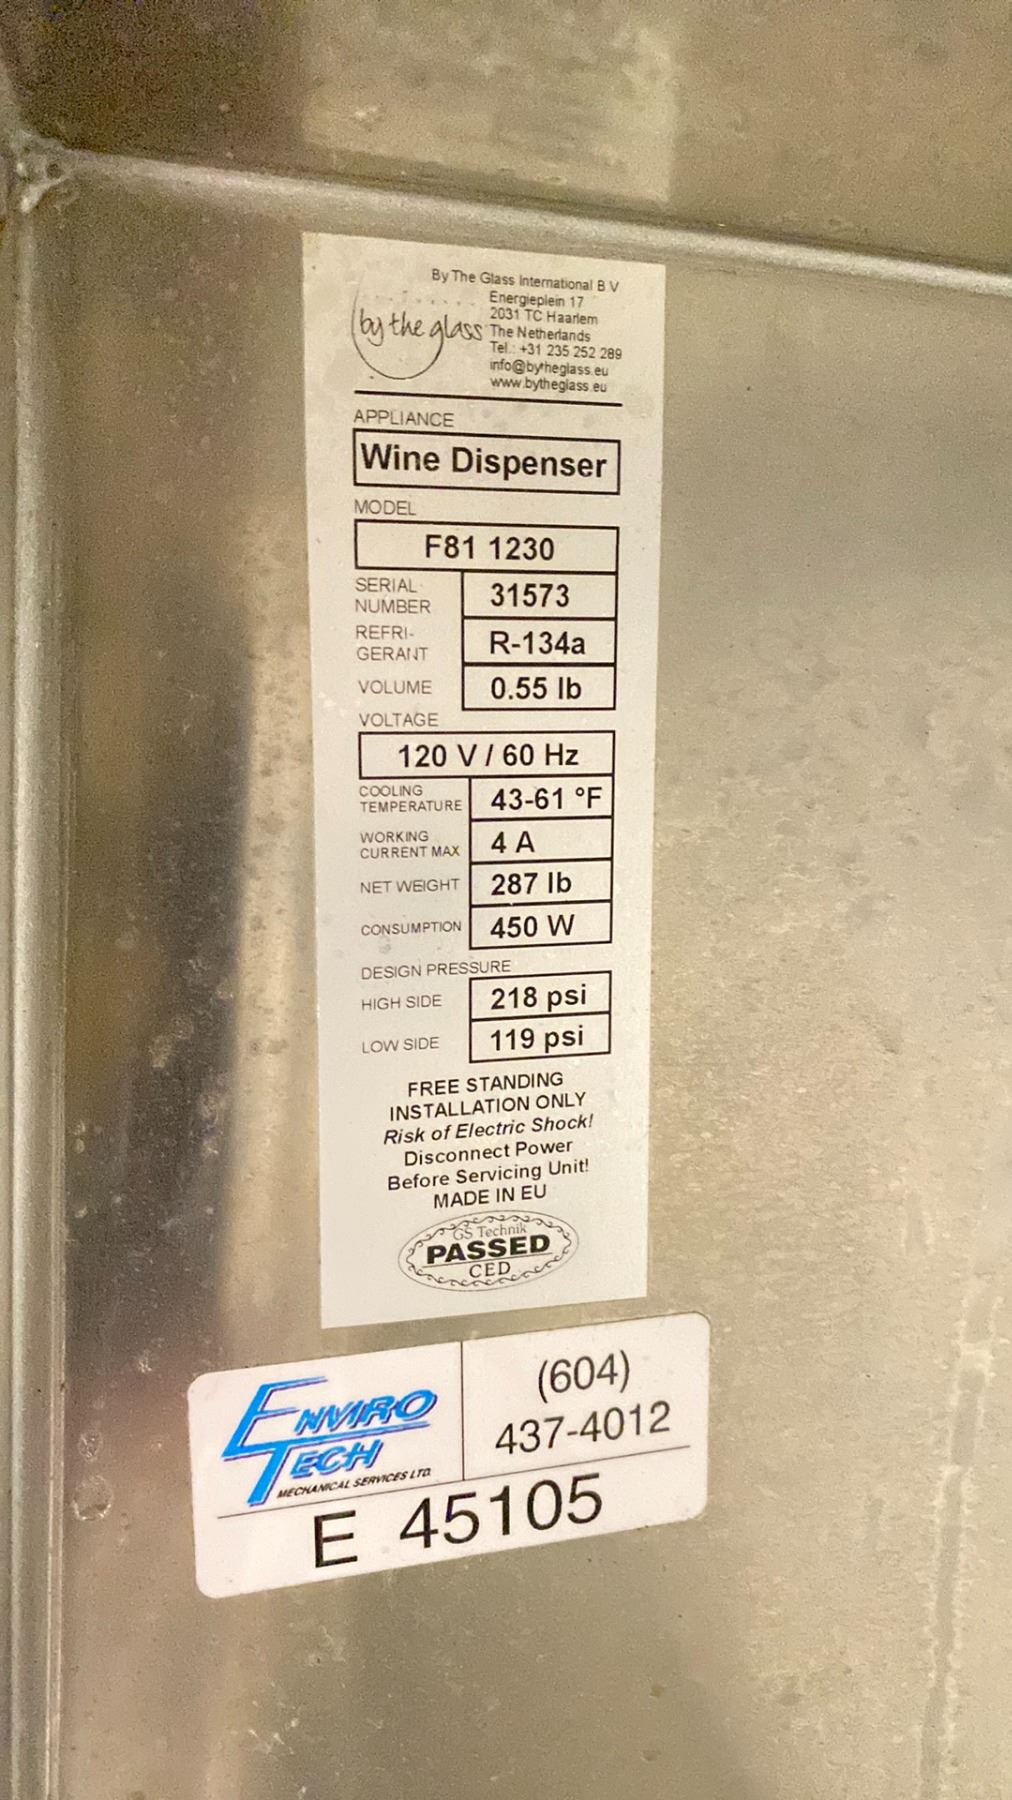 By The Glass International B V
Energieplein 17
2031 TC Haarlem
by the glass
The Netherlands
Tel.: +31 235 252 289
info@bytheglass.eu
www.bytheglass.eu
APPLIANCE
Wine Dispenser
MODEL
F81 1230
SERIAL
NUMBER
31573
REFRI-
GERANT
R-134a
VOLUME
0.55 lb
VOLTAGE
120 V / 60 Hz
COOLING
TEMPERATURE
43-61 °F
WORKING
CURRENT MAX
4 A
NET WEIGHT
287 lb
CONSUMPTION
450 W
DESIGN PRESSURE
HIGH SIDE
218 psi
LOW SIDE
119 psi
FREE STANDING
INSTALLATION ONLY
Risk of Electric Shock!
Disconnect Power
Before Servicing Unit!
MADE IN EU
GS Technik
PASSED
CED
ENVIRO
TECH
MECHANICAL SERVICES LTD.
(604)
437-4012
E 45105